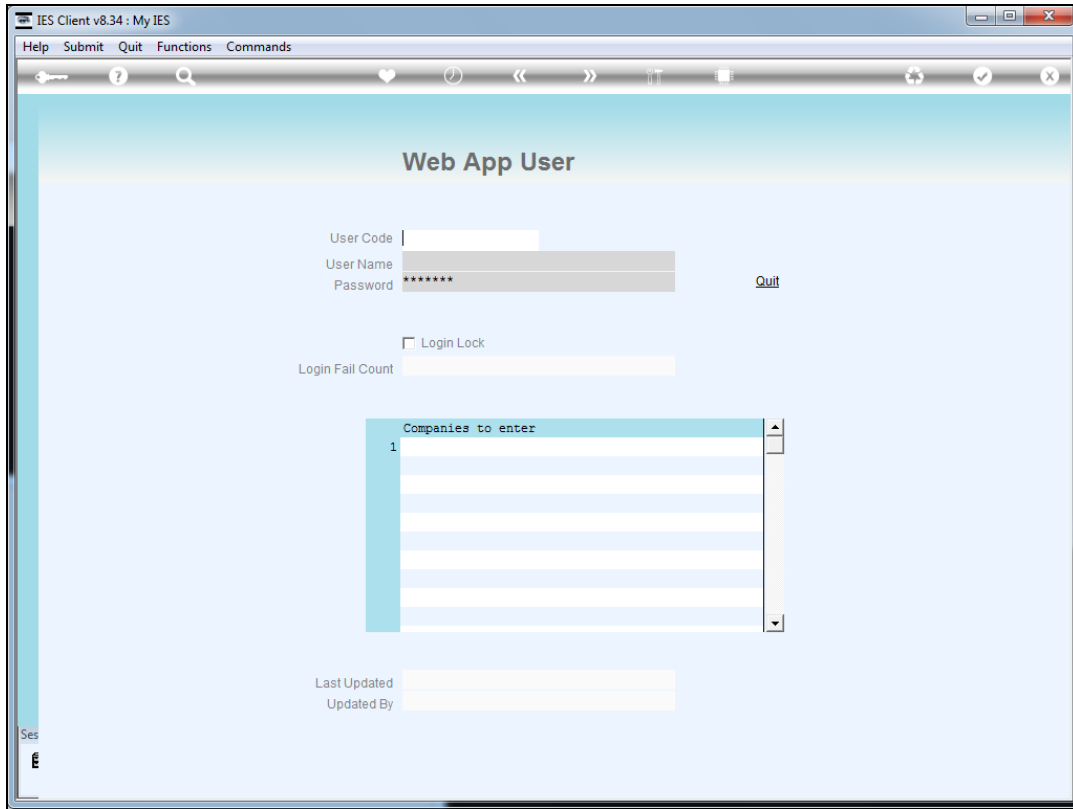 IES Client v8.34 : My IES
Help Submit Quit Functions Commands
Web App User
User Code
User Name
Password *******
Quit
Login Lock
Login Fail Count
Companies to enter
1
Last Updated
Updated By
Ses